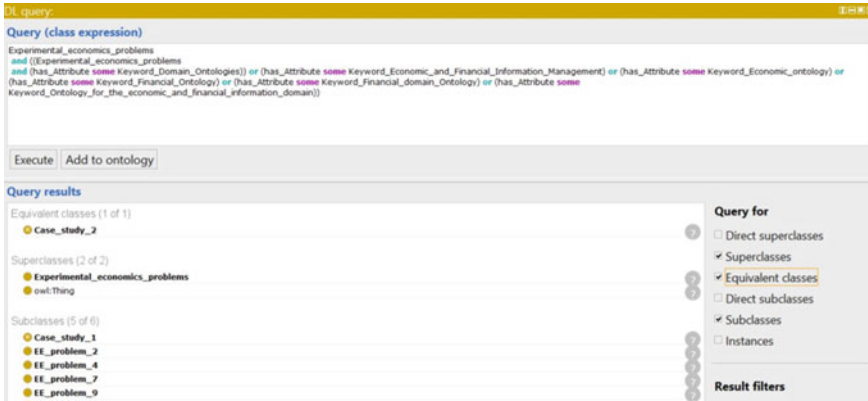 DL query:
Query (class expression)
Experimental_economics_problems
and ((Experimental_economics_problems
and (has_Attribute some Keyword_Domain_Ontologies)) or (has_Attribute some Keyword_Economic_and_Financial_Information_Management) or (has_Attribute some Keyword_Economic_ontology) or
(has_Attribute some Keyword_Financial_Ontology) or (has_Attribute some Keyword_Financial_domain_Ontology) or (has_Attribute some
Keyword_Ontology_for_the_economic_and_financial_information_domain))
Execute Add to ontology
Query results
Equivalent classes (1 of 1)
Case_study_2
Superclasses (2 of 2)
Experimental_economics_problems
owl:Thing
Subclasses (5 of 6)
Case_study_1
EE_problem_2
EE_problem_4
EE_problem_7
EE_problem_9
Query for
Direct superclasses
Superclasses
Equivalent classes
Direct subclasses
Subclasses
Instances
Result filters